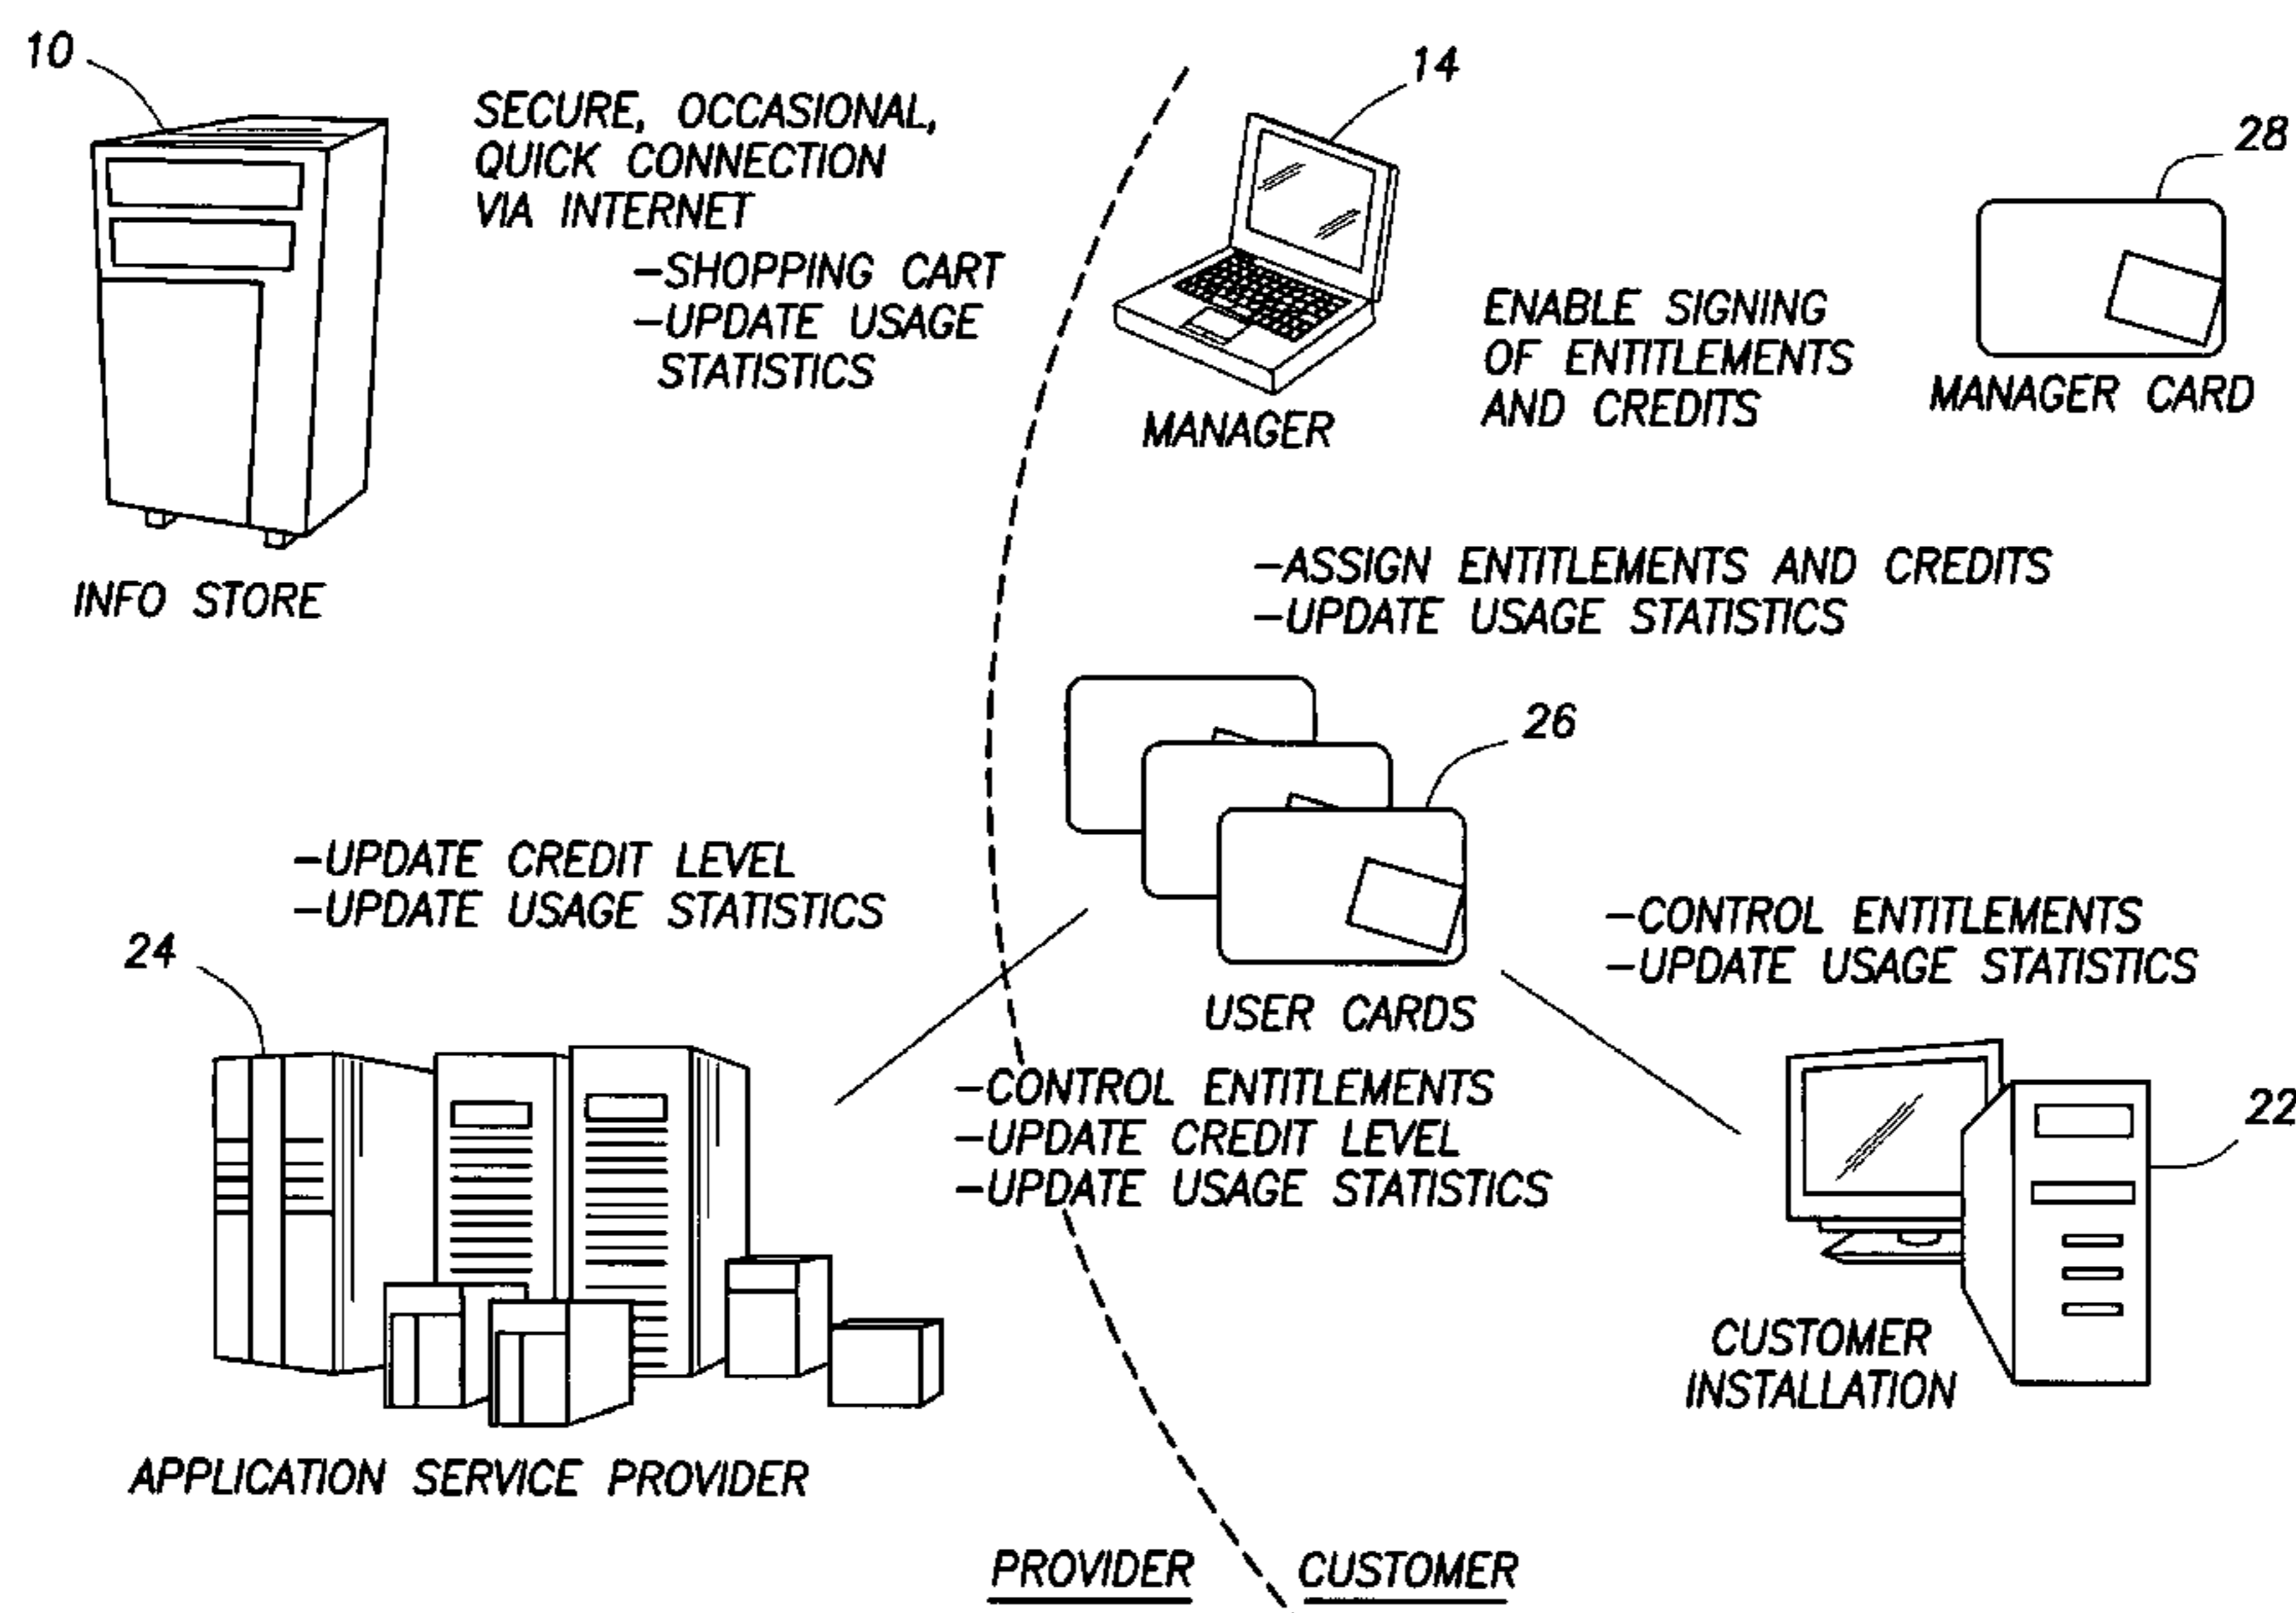 10
SECURE, OCCASIONAL,
QUICK CONNECTION
VIA INTERNET
–SHOPPING CART
–UPDATE USAGE
STATISTICS
INFO STORE
14
MANAGER
ENABLE SIGNING
OF ENTITLEMENTS
AND CREDITS
28
MANAGER CARD
–ASSIGN ENTITLEMENTS AND CREDITS
–UPDATE USAGE STATISTICS
26
USER CARDS
–UPDATE CREDIT LEVEL
–UPDATE USAGE STATISTICS
24
–CONTROL ENTITLEMENTS
–UPDATE USAGE STATISTICS
–CONTROL ENTITLEMENTS
–UPDATE CREDIT LEVEL
–UPDATE USAGE STATISTICS
22
CUSTOMER
INSTALLATION
APPLICATION SERVICE PROVIDER
PROVIDER
CUSTOMER